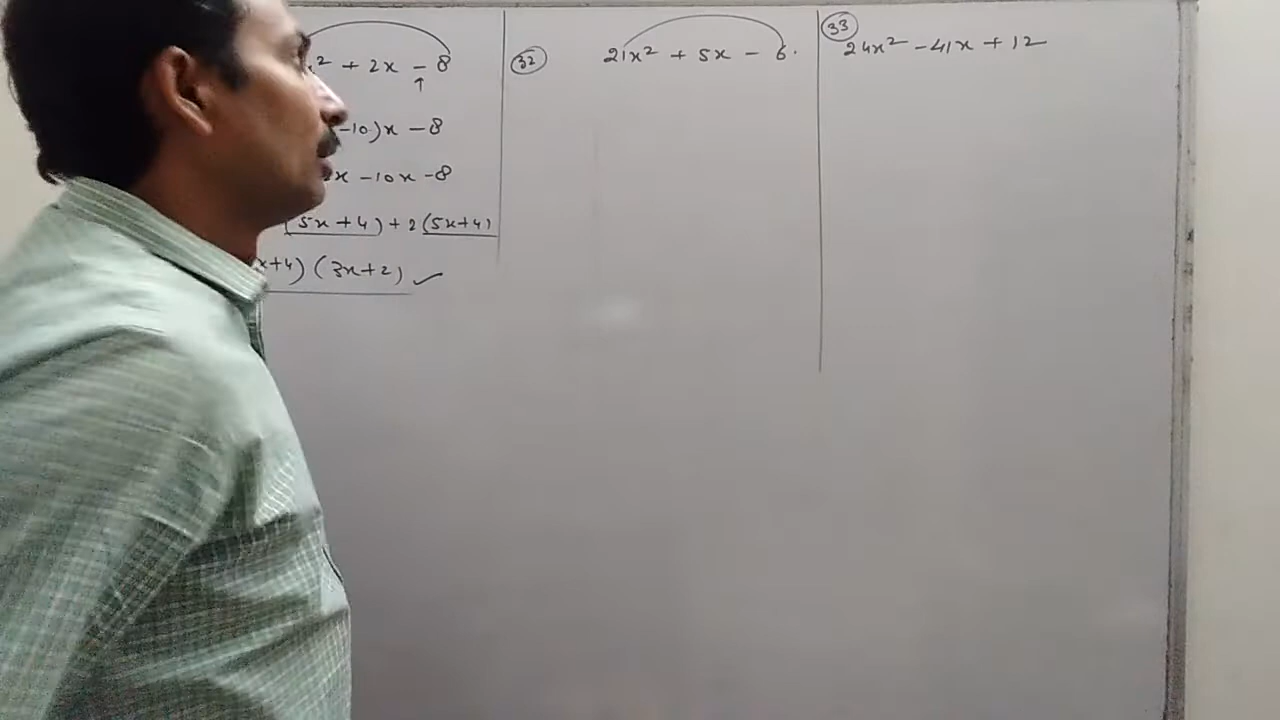 x² + 2x - 8
-10)x - 8
x - 10x - 8
(5x + 4) + 2 (5x+4)
x+4) (3x+2) ✓
32 21x² + 5x - 6.
33
24x² - 41x + 12